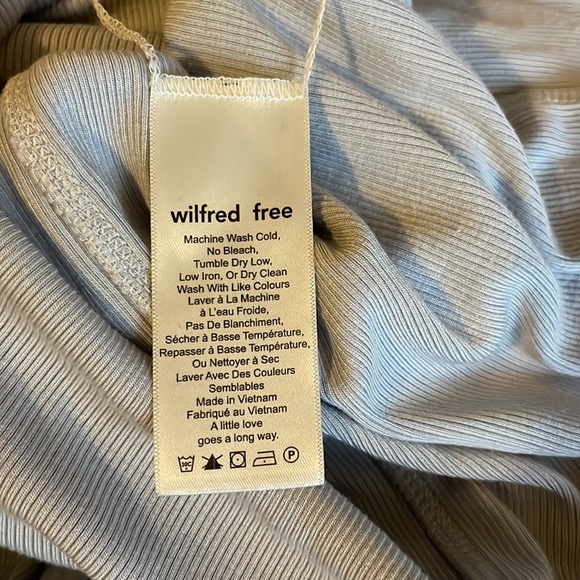 wilfred free
Machine Wash Cold,
No Bleach,
Tumble Dry Low,
Low Iron, Or Dry Clean
Wash With Like Colours
Laver à La Machine
à L'eau Froide,
Pas De Blanchiment,
Sécher à Basse Température,
Repasser à Basse Température,
Ou Nettoyer à Sec
Laver Avec Des Couleurs
Semblables
Made in Vietnam
Fabriqué au Vietnam
A little love
goes a long way.
30C P